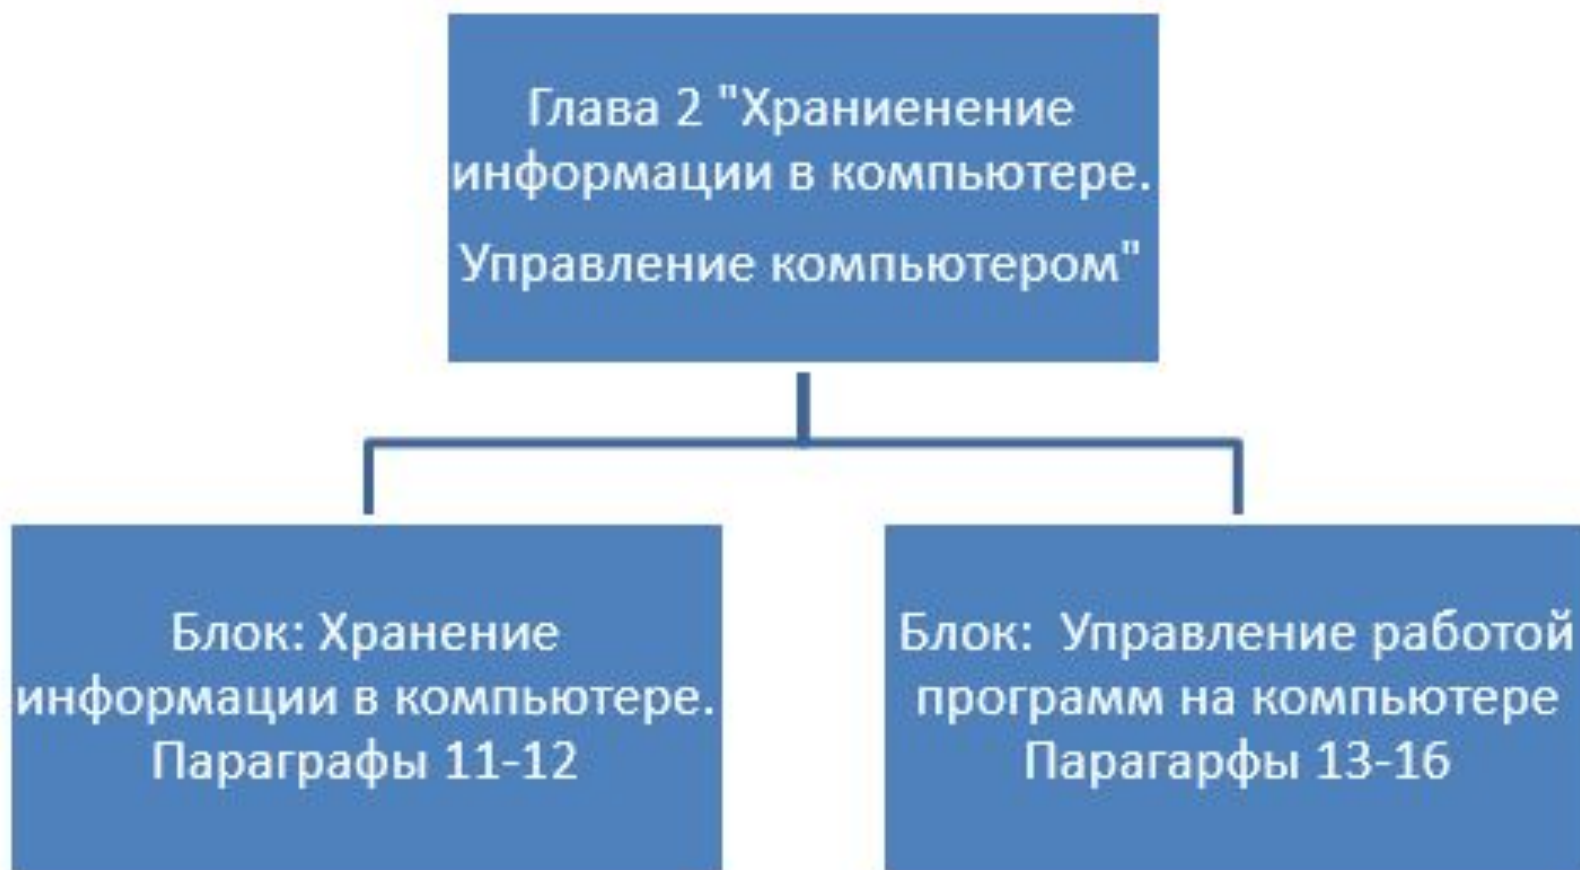 Глава 2 "Храниенение
информации в компьютере.
Управление компьютером"
Блок: Хранение
информации в компьютере.
Параграфы 11-12
Блок:  Управление работой
программ на компьютере
Парагарфы 13-16